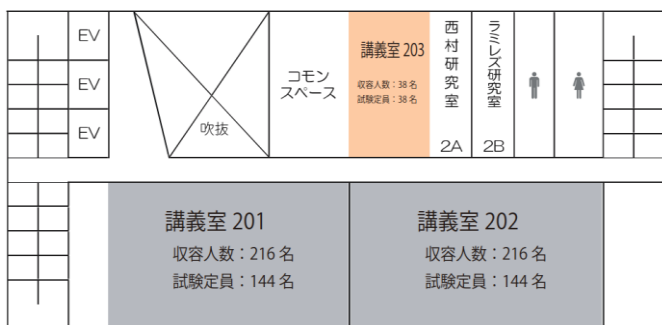 EV
EV
EV
吹抜
コモン
スペース
講義室 203
収容人数：38 名
試験定員：38 名
西村研究室
2A
ラミレズ研究室
2B
講義室 201
収容人数：216 名
試験定員：144 名
講義室 202
収容人数：216 名
試験定員：144 名